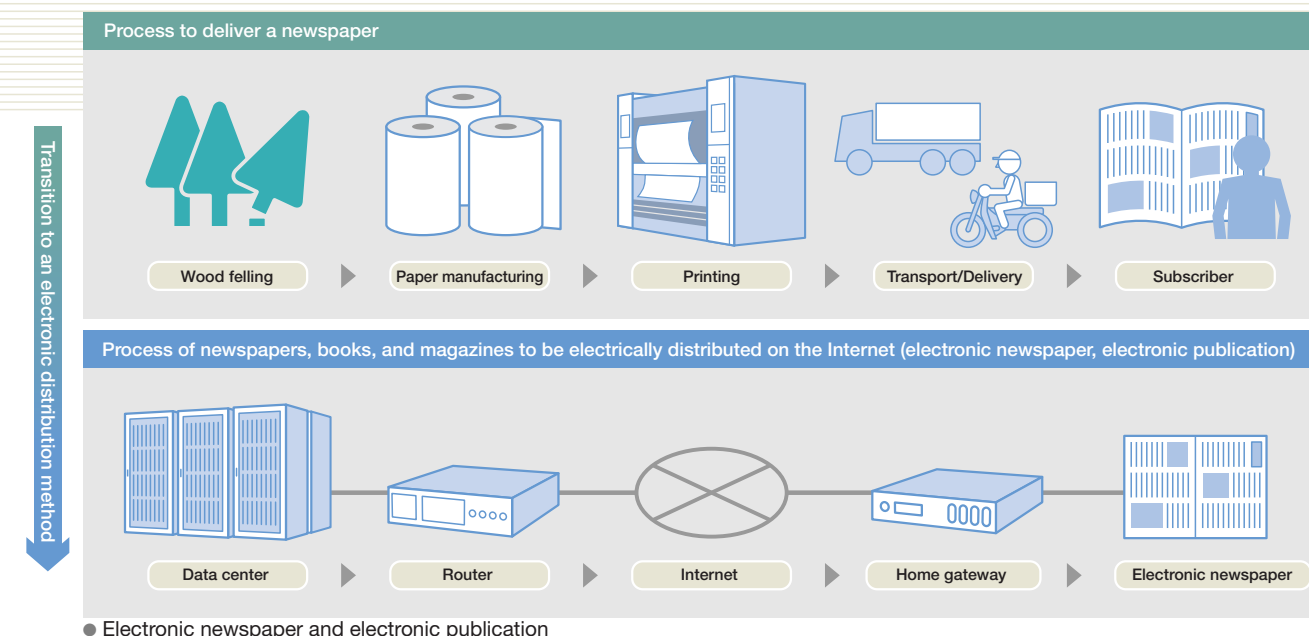 Process to deliver a newspaper
Transition to an electronic distribution method
Wood felling
Paper manufacturing
Printing
Transport/Delivery
Subscriber
Process of newspapers, books, and magazines to be electrically distributed on the Internet (electronic newspaper, electronic publication)
Data center
Router
Internet
Home gateway
Electronic newspaper
● Electronic newspaper and electronic publication